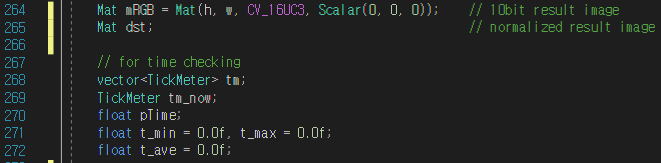 264 Mat mRGB = Mat(h, w, CV_16UC3, Scalar(0, 0, 0)); // 10bit result image
265 Mat dst; // normalized result image
266
267 // for time checking
268 vector<TickMeter> tm;
269 TickMeter tm_now;
270 float pTime;
271 float t_min = 0.0f, t_max = 0.0f;
272 float t_ave = 0.0f;